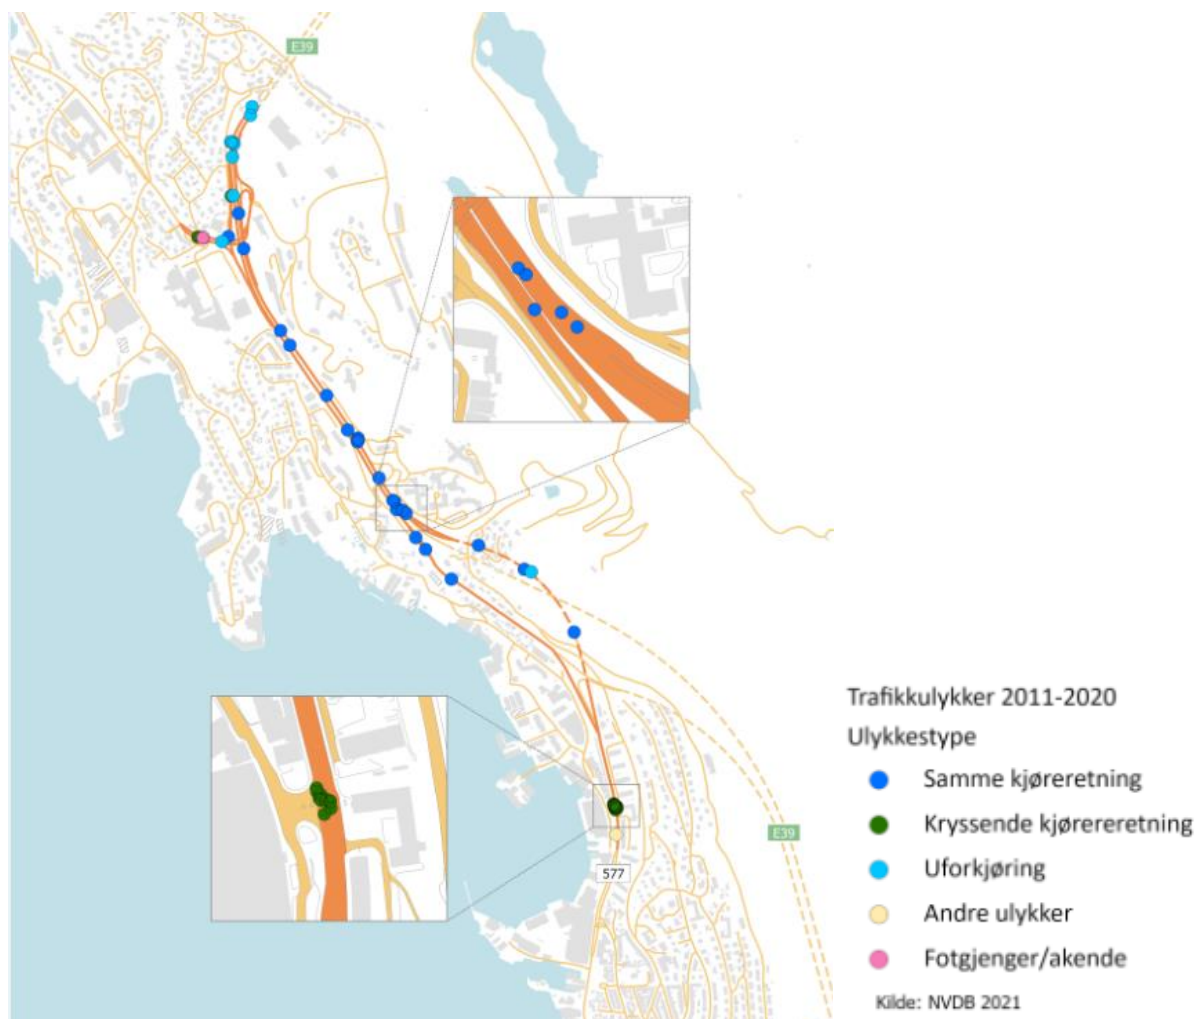 E39
Trafikkulykker 2011-2020
Ulykkestype
Samme kjøreretning
Kryssende kjørereretning
Uforkjøring
Andre ulykker
Fotgjenger/akende
Kilde: NVDB 2021
E39
577